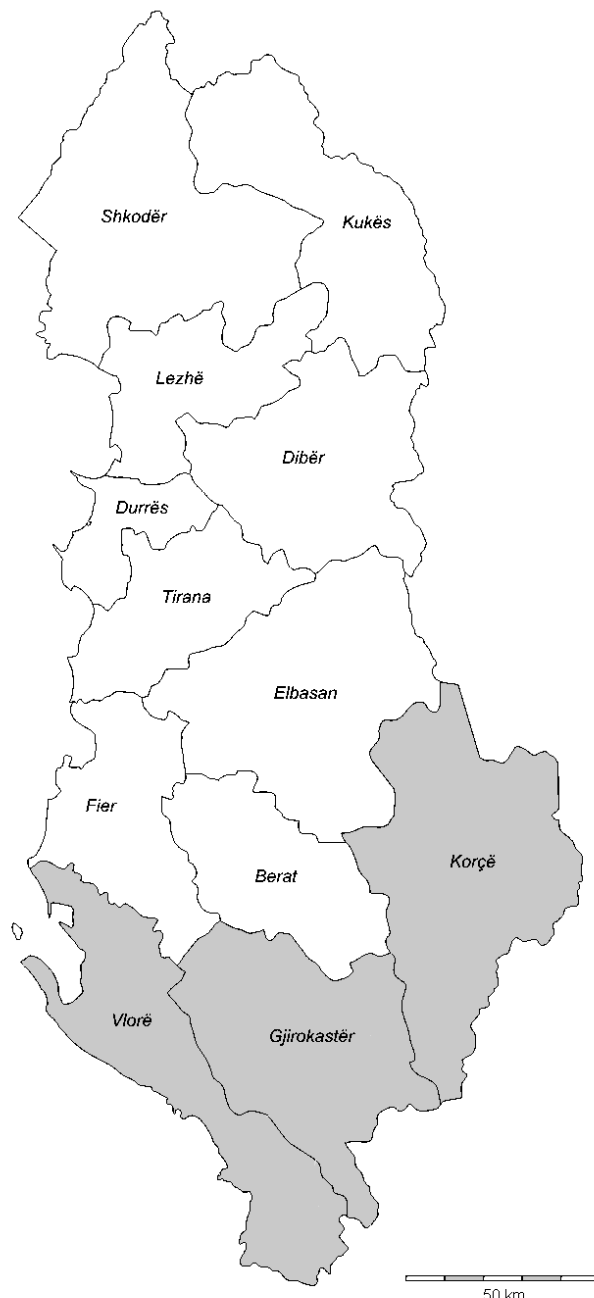 Shkodër
Kukës
Lezhë
Dibër
Durrës
Tirana
Elbasan
Fier
Berat
Korçë
Vlorë
Gjirokastër
50 km